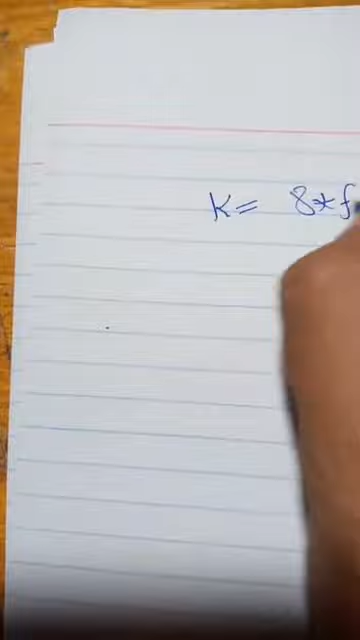 K = 8*f